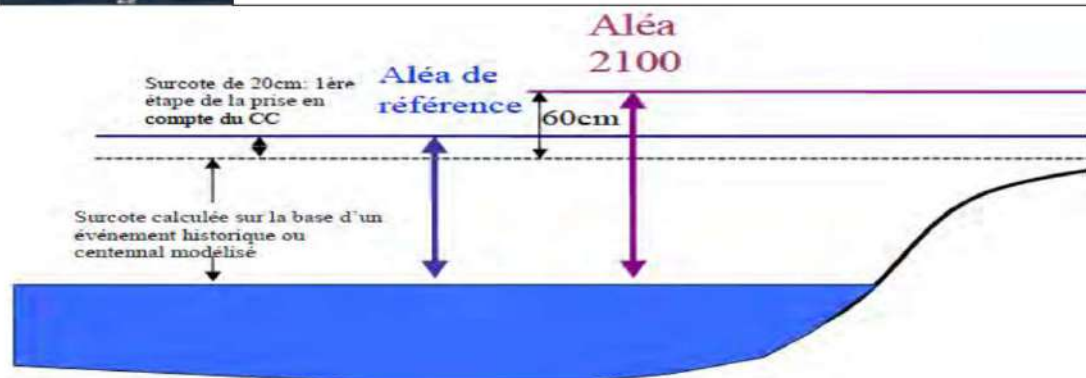 Aléa
2100
Surcote de 20cm: 1ère
étape de la prise en
compte du CC
Aléa de
référence
60cm
Surcote calculée sur la base d'un
événement historique ou
centennal modélisé